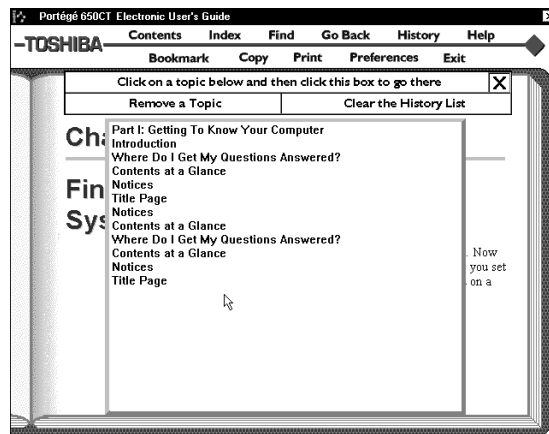 Portégé 650CT Electronic User's Guide
TOSHIBA
Contents Index Find Go Back History Help
Bookmark Copy Print Preferences Exit
Click on a topic below and then click this box to go there X
Remove a Topic Clear the History List
Part I: Getting To Know Your Computer
Introduction
Where Do I Get My Questions Answered?
Contents at a Glance
Notices
Title Page
Notices
Contents at a Glance
Where Do I Get My Questions Answered?
Contents at a Glance
Notices
Title Page
Cha
Fin
Sys
. Now
you set
on a